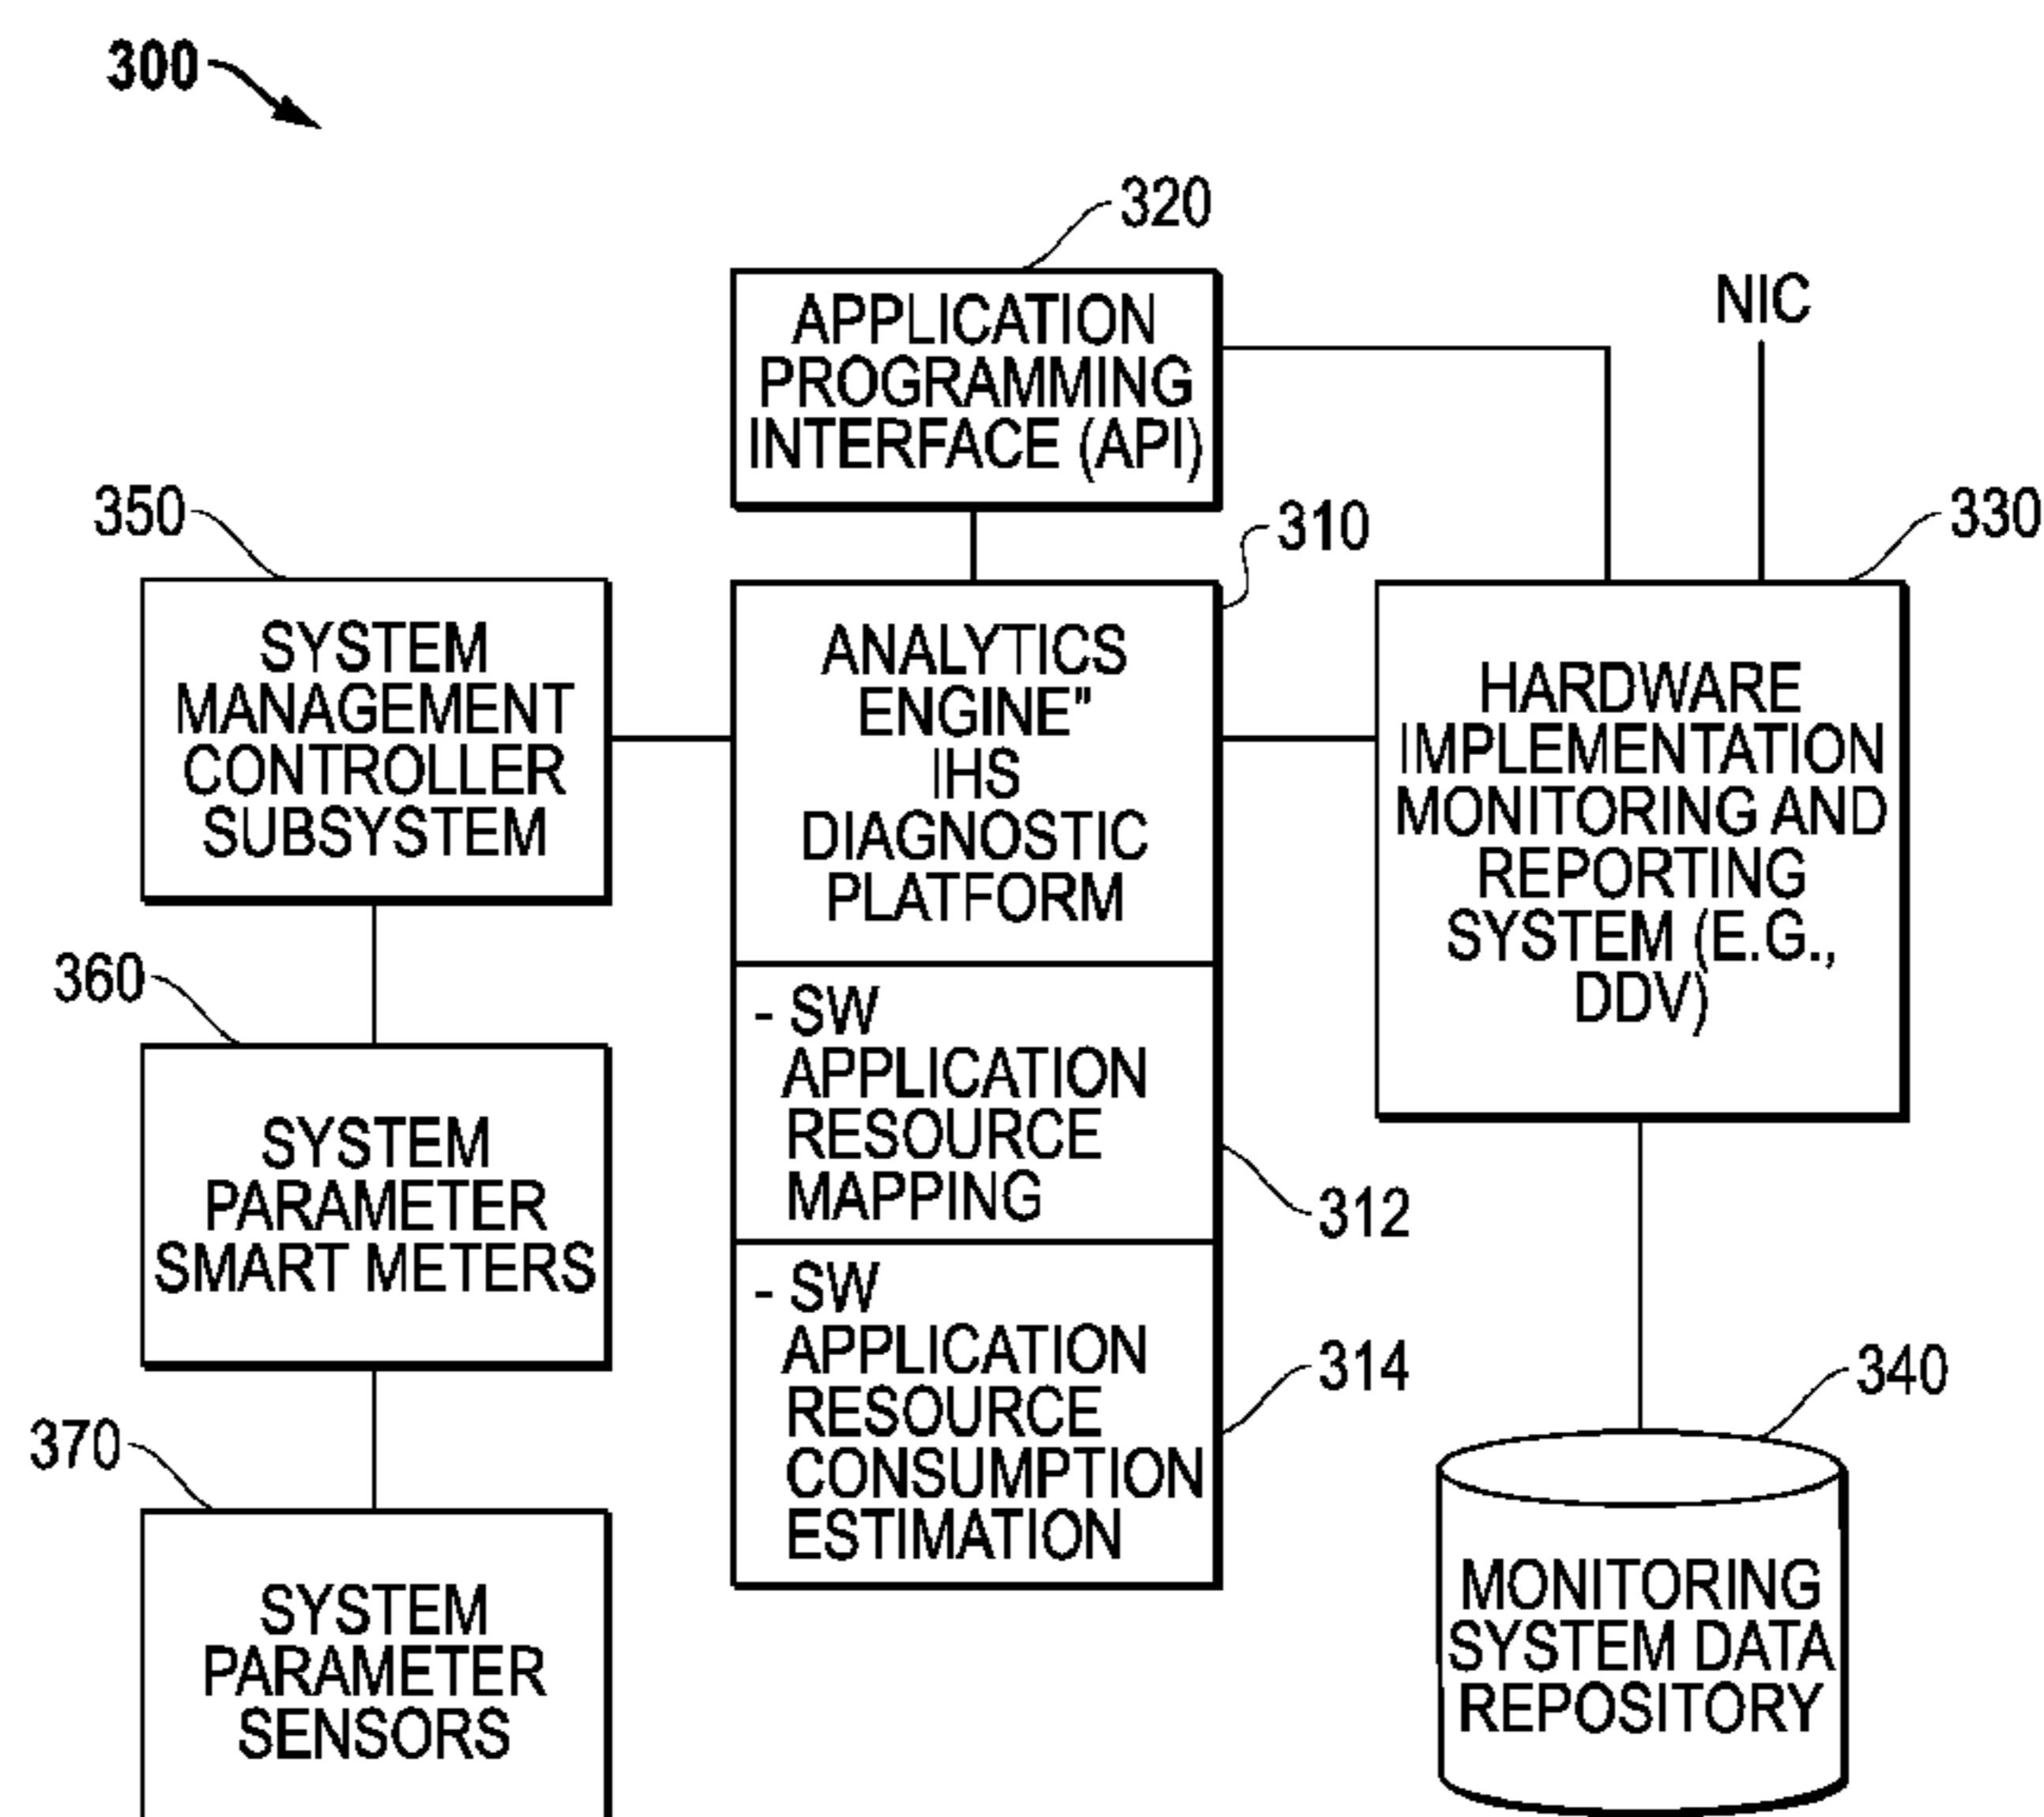 300
320
APPLICATION
PROGRAMMING
INTERFACE (API)
NIC
350
SYSTEM
MANAGEMENT
CONTROLLER
SUBSYSTEM
310
ANALYTICS
ENGINE"
IHS
DIAGNOSTIC
PLATFORM
330
HARDWARE
IMPLEMENTATION
MONITORING AND
REPORTING
SYSTEM (E.G.,
DDV)
360
SYSTEM
PARAMETER
SMART METERS
- SW
APPLICATION
RESOURCE
MAPPING
312
- SW
APPLICATION
RESOURCE
CONSUMPTION
ESTIMATION
314
340
MONITORING
SYSTEM DATA
REPOSITORY
370
SYSTEM
PARAMETER
SENSORS